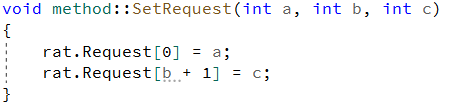 void method::SetRequest(int a, int b, int c)
{
    rat.Request[0] = a;
    rat.Request[b + 1] = c;
}